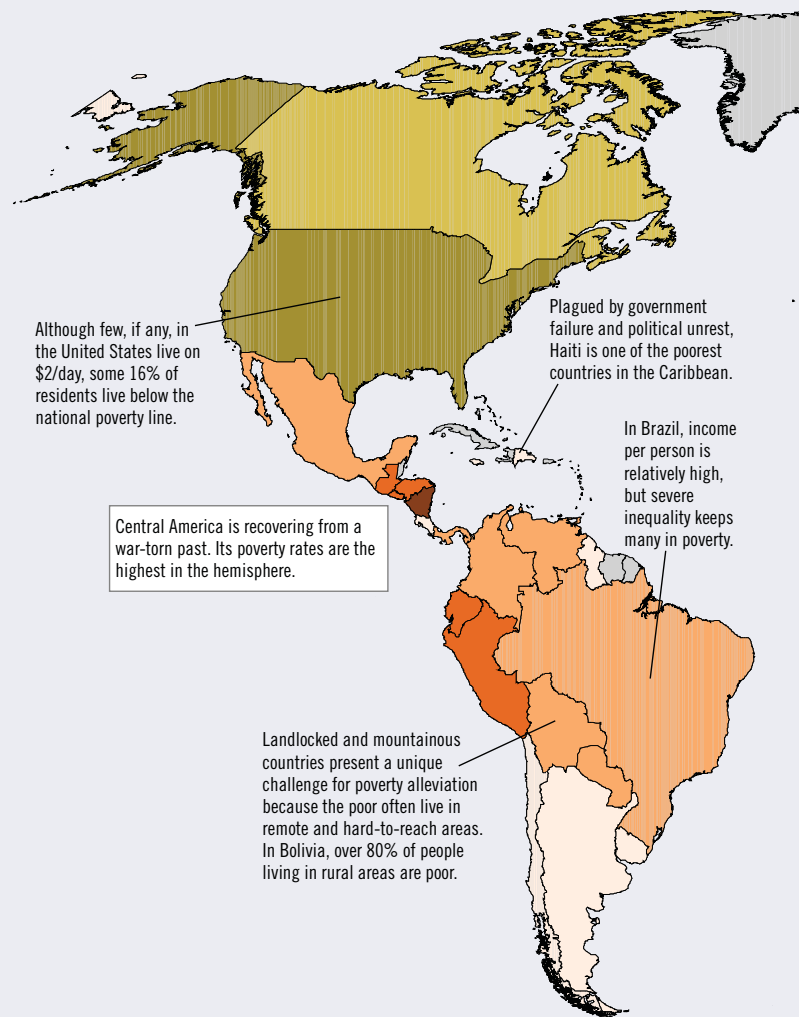 Although few, if any, in
the United States live on
$2/day, some 16% of
residents live below the
national poverty line.
Plagued by government
failure and political unrest,
Haiti is one of the poorest
countries in the Caribbean.
In Brazil, income
per person is
relatively high,
but severe
inequality keeps
many in poverty.
Central America is recovering from a
war-torn past. Its poverty rates are the
highest in the hemisphere.
Landlocked and mountainous
countries present a unique
challenge for poverty alleviation
because the poor often live in
remote and hard-to-reach areas.
In Bolivia, over 80% of people
living in rural areas are poor.